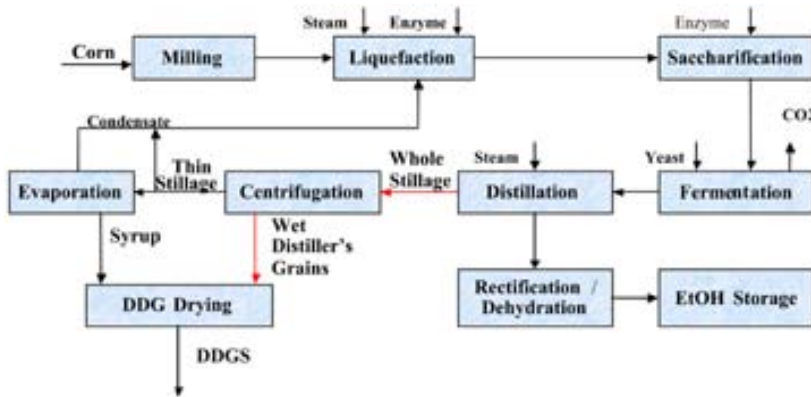 Steam
Enzyme
Enzyme
Corn
Milling
Liquefaction
Saccharification
Condensate
CO2
Thin
Stillage
Whole
Stillage
Steam
Yeast
Evaporation
Centrifugation
Distillation
Fermentation
Syrup
Wet
Distiller's
Grains
DDG Drying
Rectification /
Dehydration
EtOH Storage
DDGS